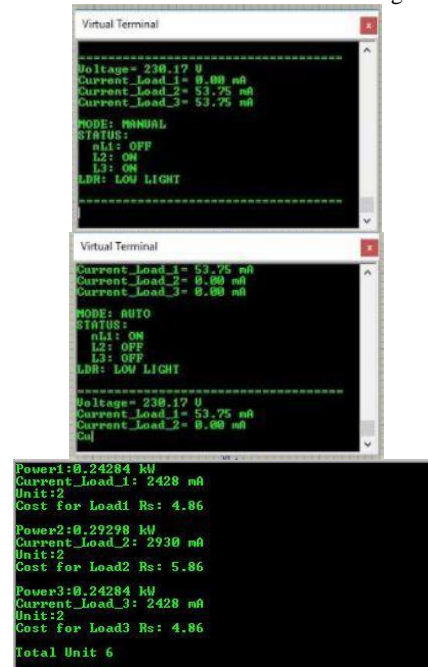 Virtual Terminal
x
--------------------------------------
Voltage= 230.17 V
Current_Load_1= 0.00 mA
Current_Load_2= 53.75 mA
Current_Load_3= 53.75 mA
MODE: MANUAL
STATUS:
nL1: OFF
L2: ON
L3: ON
LDR: LOW LIGHT
--------------------------------------
Virtual Terminal
x
Current_Load_1= 53.75 mA
Current_Load_2= 0.00 mA
Current_Load_3= 0.00 mA
MODE: AUTO
STATUS:
nL1: ON
L2: OFF
L3: OFF
LDR: LOW LIGHT
--------------------------------------
Voltage= 230.17 V
Current_Load_1= 53.75 mA
Current_Load_2= 0.00 mA
Cu
Power1:0.24284 kW
Current_Load_1: 2428 mA
Unit:2
Cost for Load1 Rs: 4.86
Power2:0.29298 kW
Current_Load_2: 2930 mA
Unit:2
Cost for Load2 Rs: 5.86
Power3:0.24284 kW
Current_Load_3: 2428 mA
Unit:2
Cost for Load3 Rs: 4.86
Total Unit 6